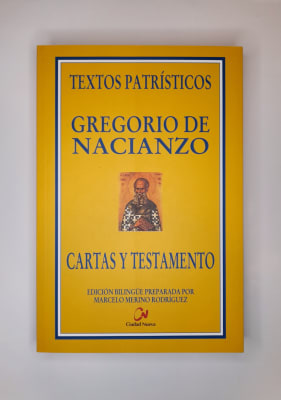 TEXTOS PATRÍSTICOS
GREGORIO DE
NACIANZO
CARTAS Y TESTAMENTO
EDICIÓN BILINGÜE PREPARADA POR
MARCELO MERINO RODRÍGUEZ
Ciudad Nueva